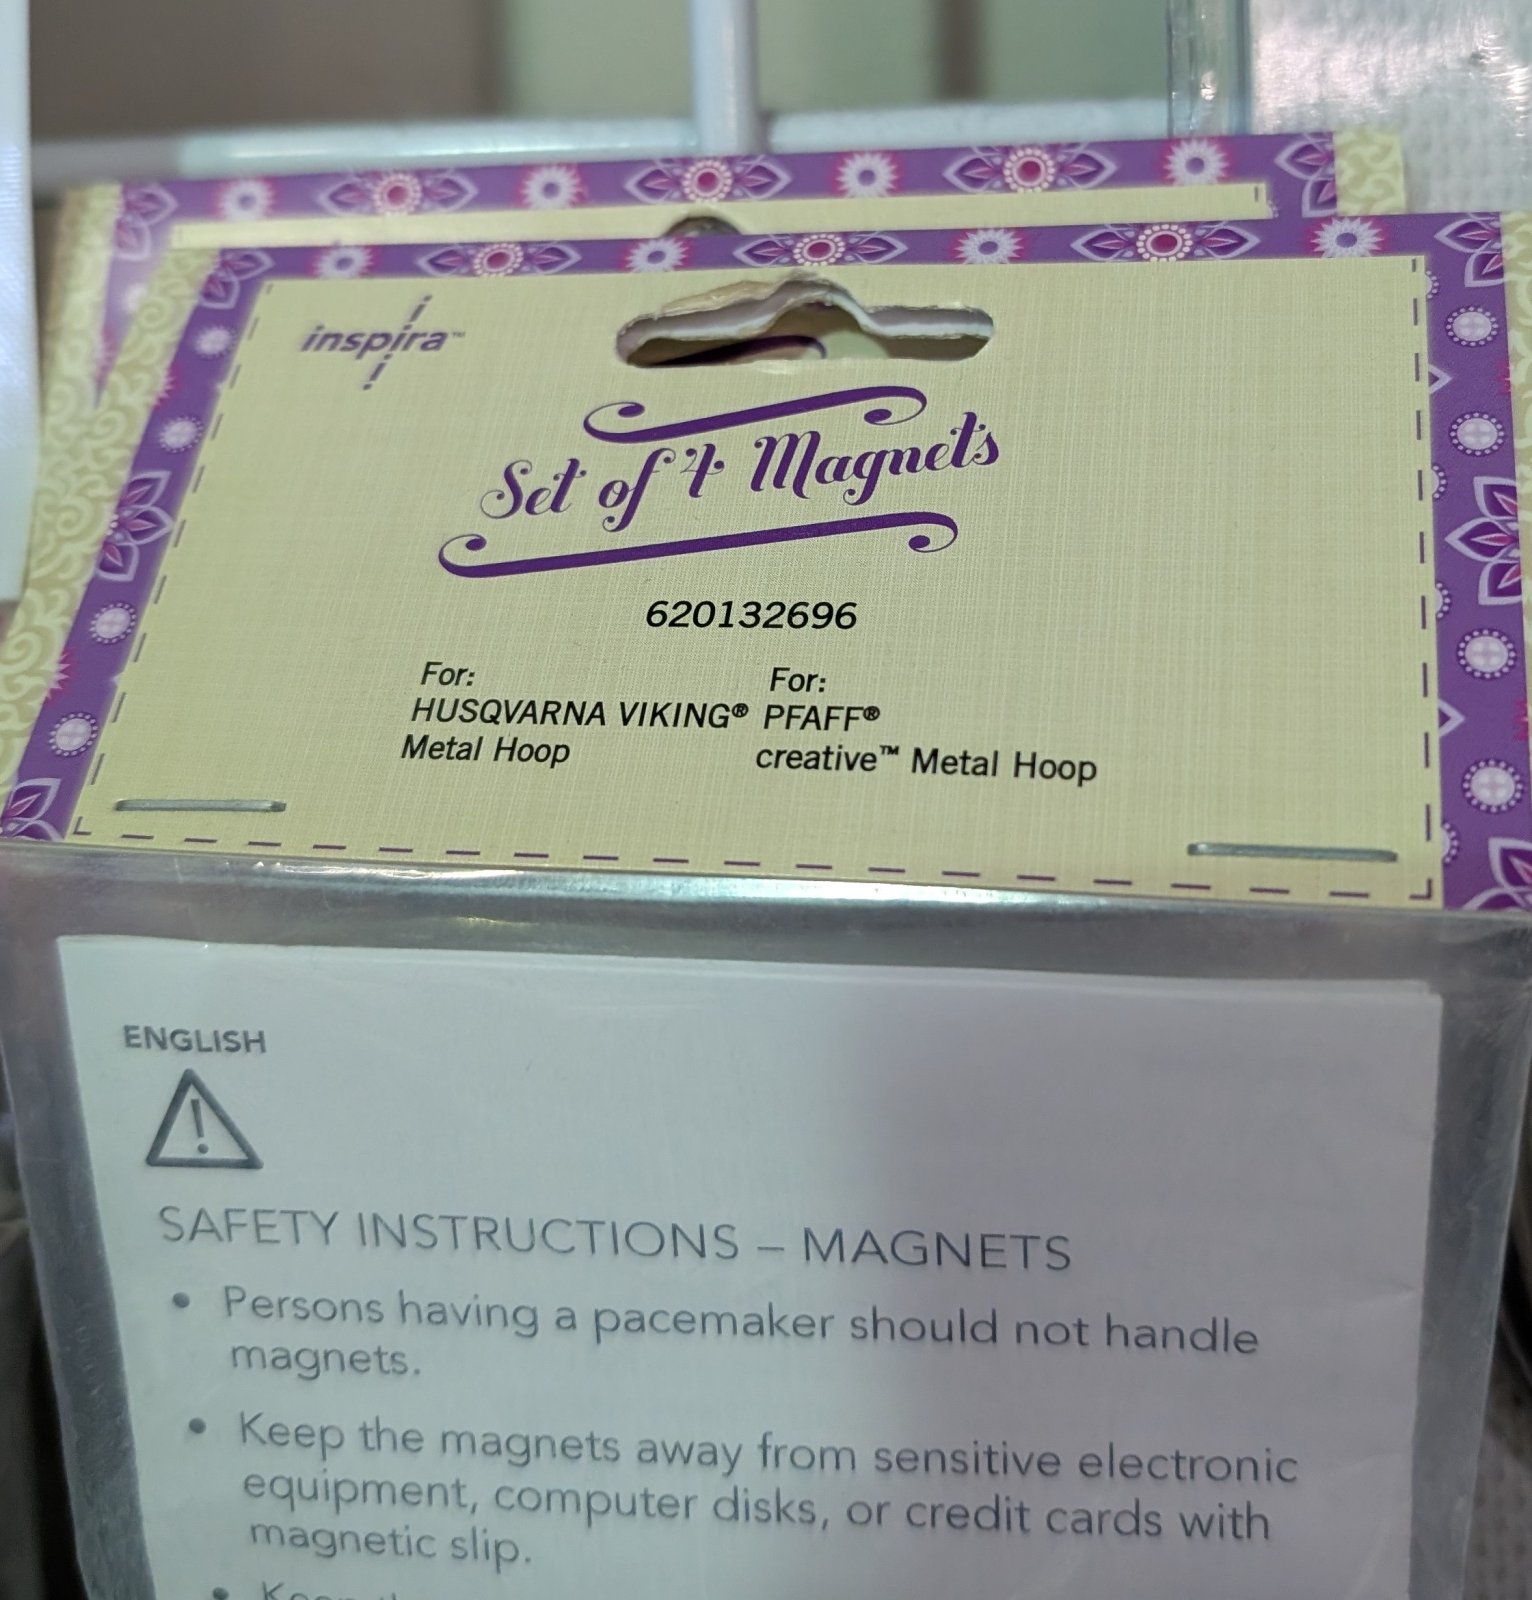 inspira™
Set of 4 Magnets
620132696
For:
HUSQVARNA VIKING®
Metal Hoop
For:
PFAFF®
creative™ Metal Hoop
ENGLISH
SAFETY INSTRUCTIONS – MAGNETS
• Persons having a pacemaker should not handle
magnets.
• Keep the magnets away from sensitive electronic
equipment, computer disks, or credit cards with
magnetic slip.